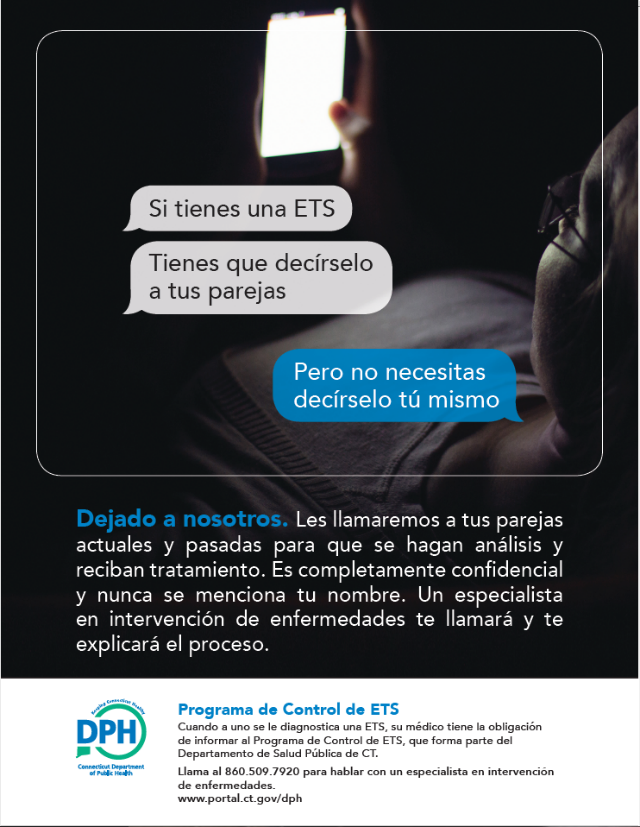 Si tienes una ETS
Tienes que decírselo
a tus parejas
Pero no necesitas
decírselo tú mismo
Dejado a nosotros. Les llamaremos a tus parejas
actuales y pasadas para que se hagan análisis y
reciban tratamiento. Es completamente confidencial
y nunca se menciona tu nombre. Un especialista
en intervención de enfermedades te llamará y te
explicará el proceso.
Keeping Connecticut Healthy
DPH
Connecticut Department
of Public Health
Programa de Control de ETS
Cuando a uno se le diagnostica una ETS, su médico tiene la obligación
de informar al Programa de Control de ETS, que forma parte del
Departamento de Salud Pública de CT.
Llama al 860.509.7920 para hablar con un especialista en intervención
de enfermedades.
www.portal.ct.gov/dph